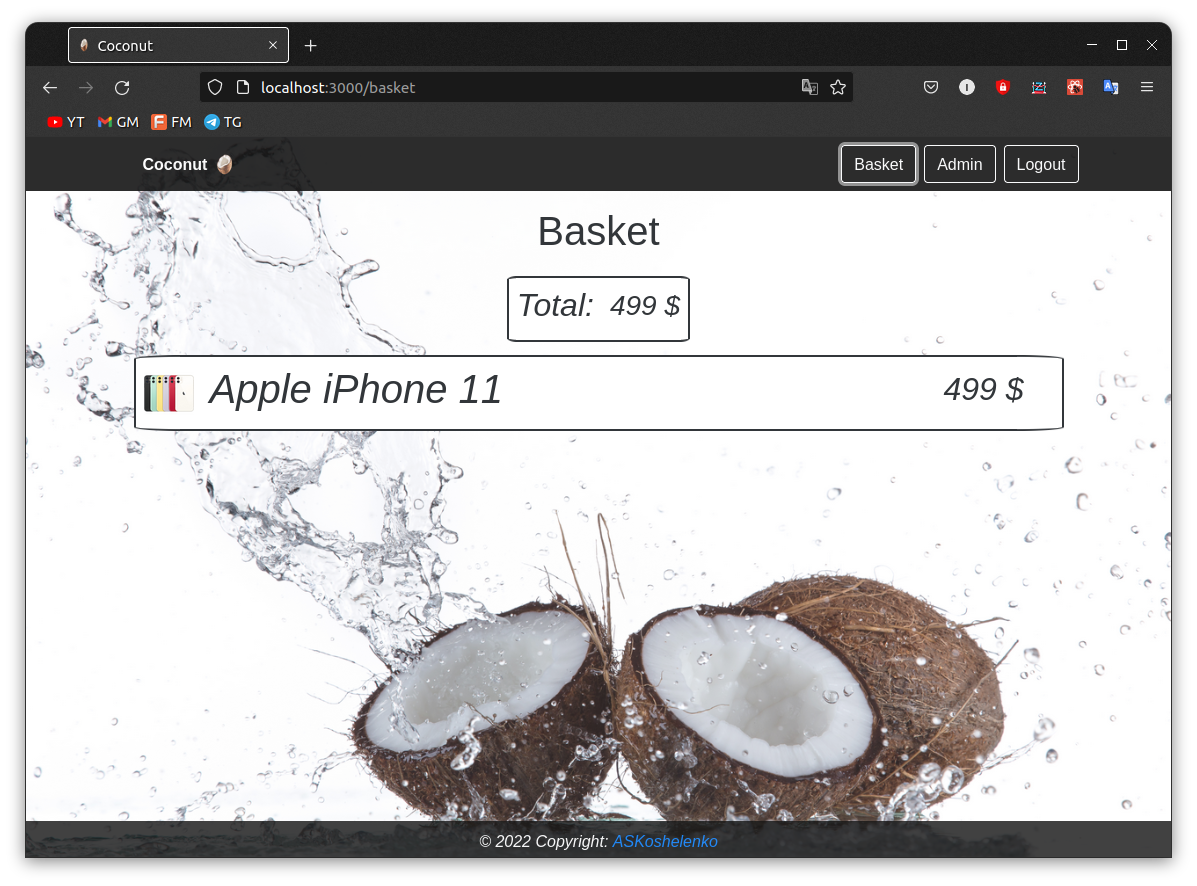 Coconut
localhost:3000/basket
YT GM FM TG
Coconut Basket Admin Logout
Basket
Total: 499 $
Apple iPhone 11 499 $
© 2022 Copyright: ASKoshelenko